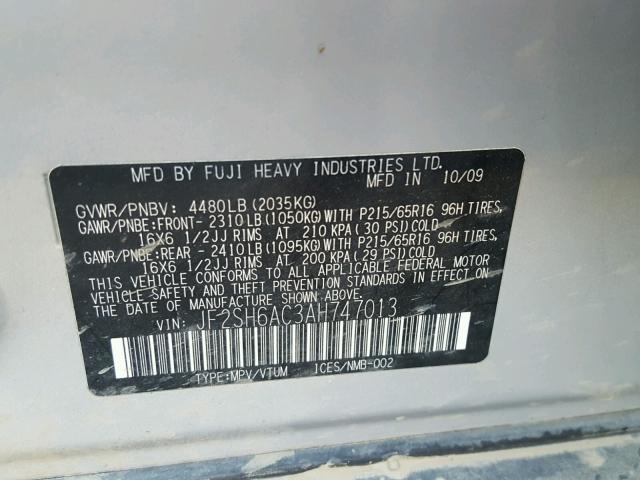 MFD BY FUJI HEAVY INDUSTRIES LTD.
MFD IN 10/09
GVWR/PNBV: 4480LB(2035KG)
GAWR/PNBE:FRONT- 2310LB(1050KG)WITH P215/65R16 96H TIRES,
16X6 1/2JJ RIMS AT 210 KPA(30 PSI)COLD
GAWR/PNBE:REAR - 2410LB(1095KG)WITH P215/65R16 96H TIRES,
16X6 1/2JJ RIMS AT 200 KPA(29 PSI)COLD
THIS VEHICLE CONFORMS TO ALL APPLICABLE FEDERAL MOTOR
VEHICLE SAFETY AND THEFT PREVENTION STANDARDS IN EFFECT ON
THE DATE OF MANUFACTURE SHOWN ABOVE.
VIN: JF2SH6AC3AH747013
TYPE:MPV/VTUM ICES/NMB-002